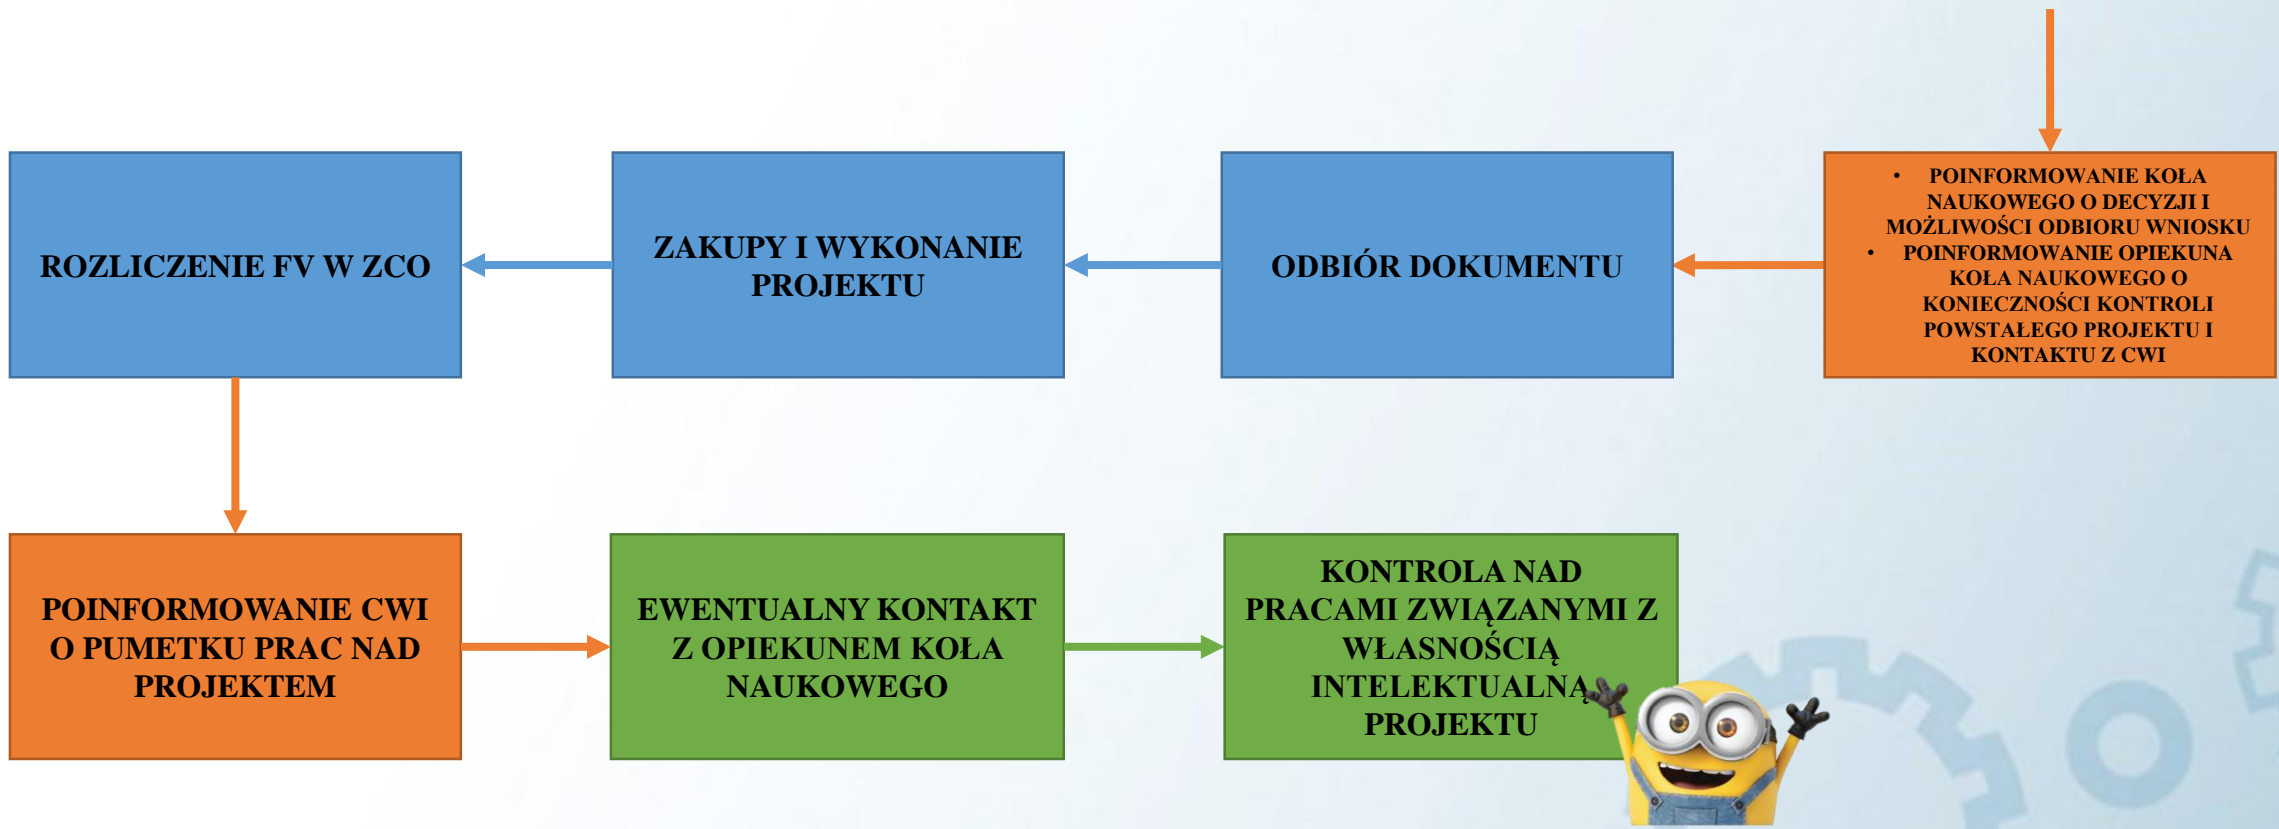 • POINFORMOWANIE KOŁA
NAUKOWEGO O DECYZJI I
MOŻLIWOŚCI ODBIORU WNIOSKU
• POINFORMOWANIE OPIEKUNA
KOŁA NAUKOWEGO O
KONIECZNOŚCI KONTROLI
POWSTAŁEGO PROJEKTU I
KONTAKTU Z CWI
ODBIÓR DOKUMENTU
ZAKUPY I WYKONANIE
PROJEKTU
ROZLICZENIE FV W ZCO
POINFORMOWANIE CWI
O PUMETKU PRAC NAD
PROJEKTEM
EWENTUALNY KONTAKT
Z OPIEKUNEM KOŁA
NAUKOWEGO
KONTROLA NAD
PRACAMI ZWIĄZANYMI Z
WŁASNOŚCIĄ
INTELEKTUALNĄ
PROJEKTU